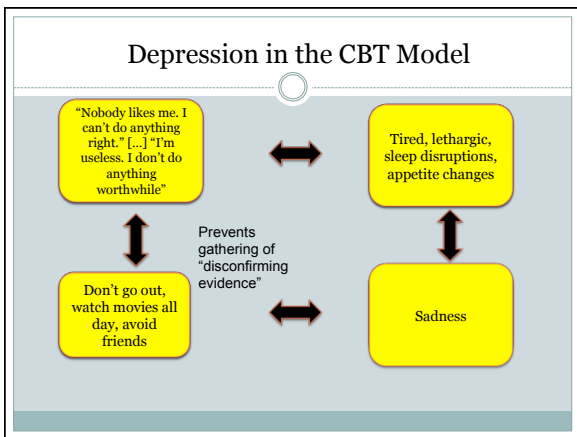 Depression in the CBT Model
“Nobody likes me. I
can’t do anything
right.” [...] “I’m
useless. I don’t do
anything
worthwhile”
Tired, lethargic,
sleep disruptions,
appetite changes
Prevents
gathering of
“disconfirming
evidence”
Don’t go out,
watch movies all
day, avoid
friends
Sadness